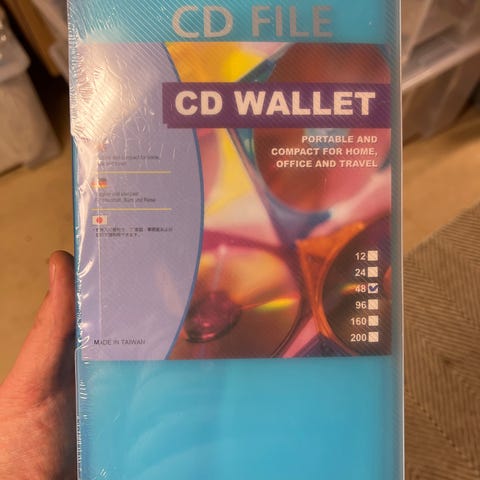 CD FILE
CD WALLET
PORTABLE AND
COMPACT FOR HOME,
OFFICE AND TRAVEL
12
24
48
96
160
200
MADE IN TAIWAN